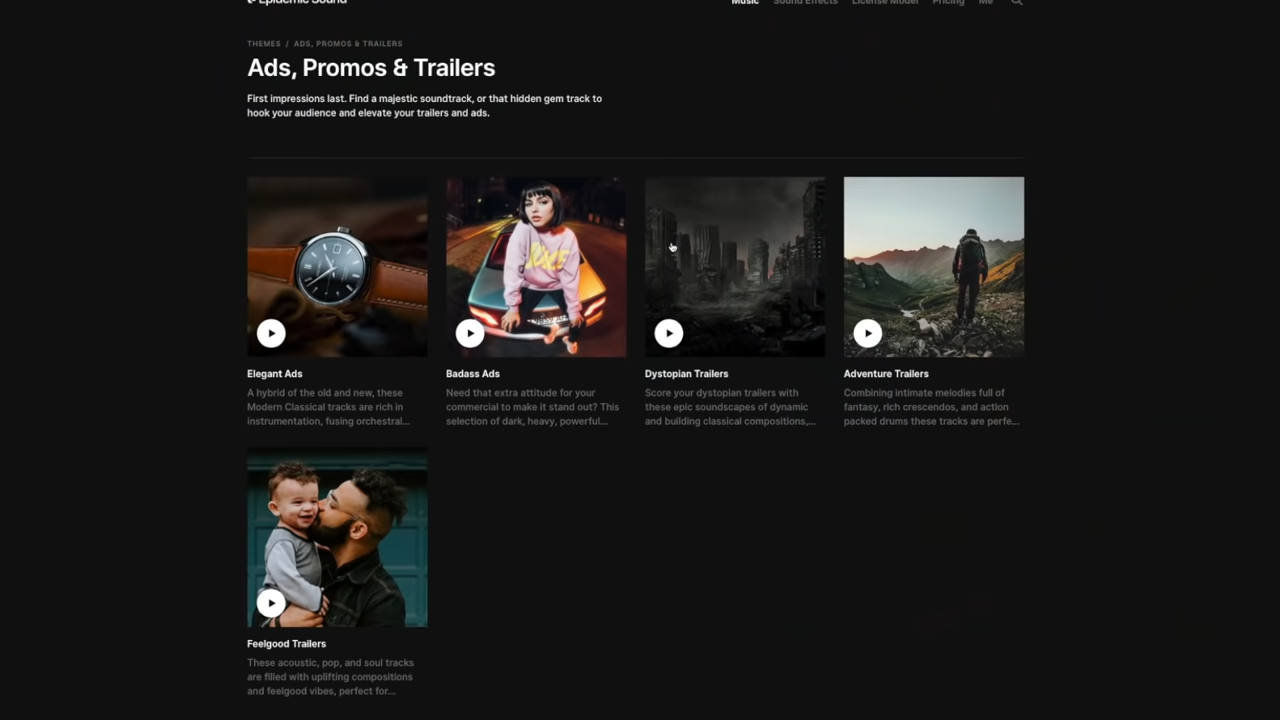 Epidemic Sound
Music Sound Effects License Model Pricing Me
THEMES / ADS, PROMOS & TRAILERS
Ads, Promos & Trailers
First impressions last. Find a majestic soundtrack, or that hidden gem track to
hook your audience and elevate your trailers and ads.
Elegant Ads
A hybrid of the old and new, these
Modern Classical tracks are rich in
instrumentation, fusing orchestral...
Badass Ads
Need that extra attitude for your
commercial to make it stand out? This
selection of dark, heavy, powerful...
Dystopian Trailers
Score your dystopian trailers with
these epic soundscapes of dynamic
and building classical compositions,...
Adventure Trailers
Combining intimate melodies full of
fantasy, rich crescendos, and action
packed drums these tracks are perfe...
Feelgood Trailers
These acoustic, pop, and soul tracks
are filled with uplifting compositions
and feelgood vibes, perfect for...